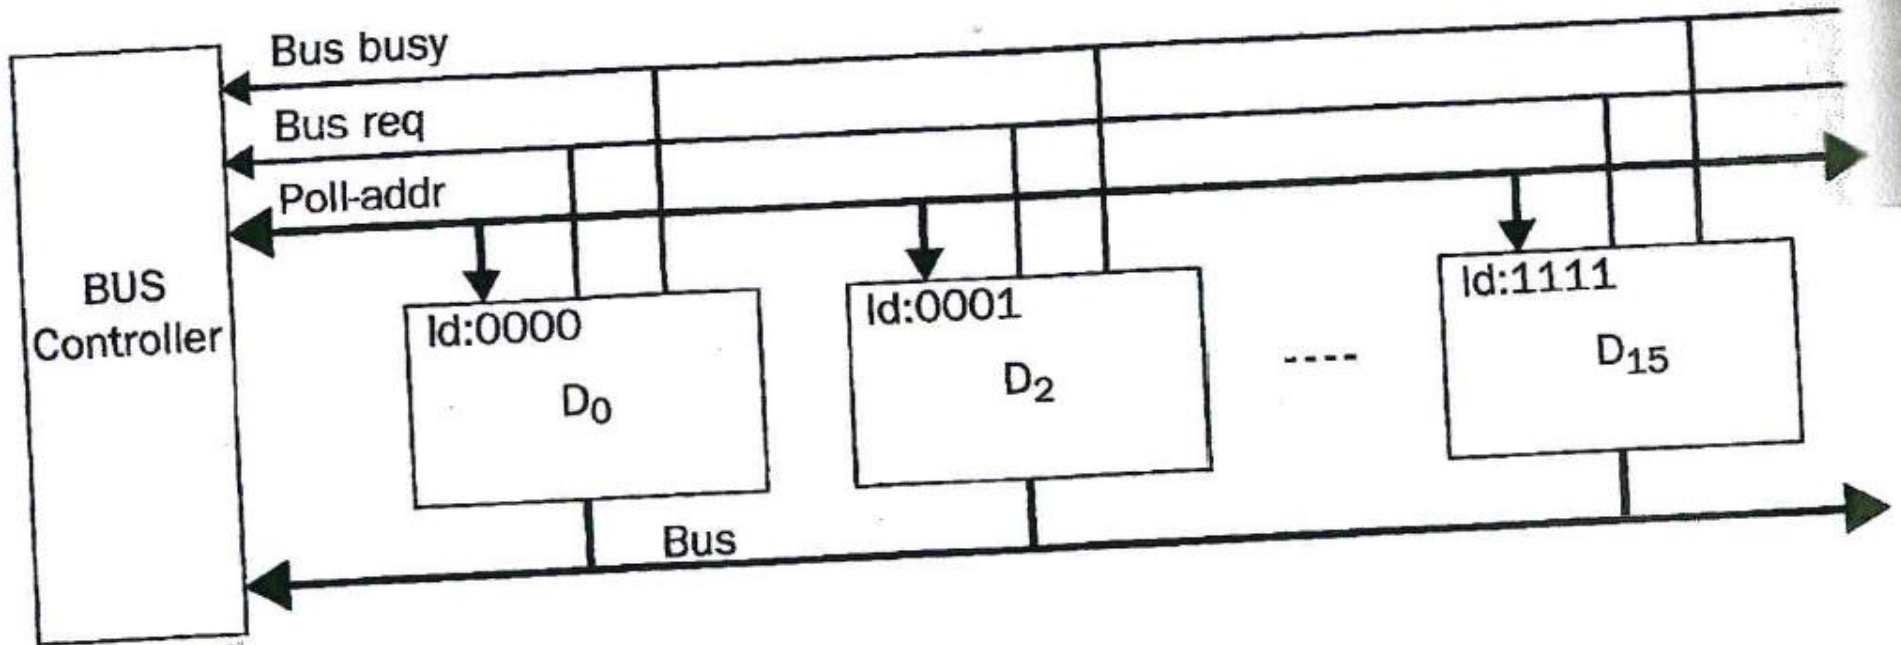 Bus busy
Bus req
Poll-addr
BUS
Controller
Id:0000
D₀
Id:0001
D₂
----
Id:1111
D₁₅
Bus